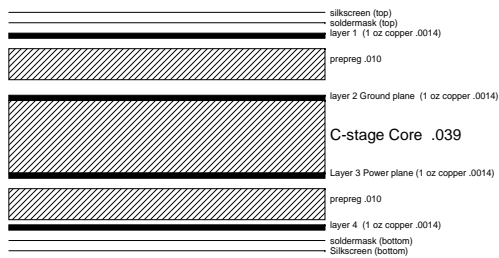 silkscreen (top)
soldermask (top)
layer 1 (1 oz copper .0014)
prepreg .010
layer 2 Ground plane (1 oz copper .0014)
C-stage Core .039
Layer 3 Power plane (1 oz copper .0014)
prepreg .010
layer 4 (1 oz copper .0014)
soldermask (bottom)
Silkscreen (bottom)